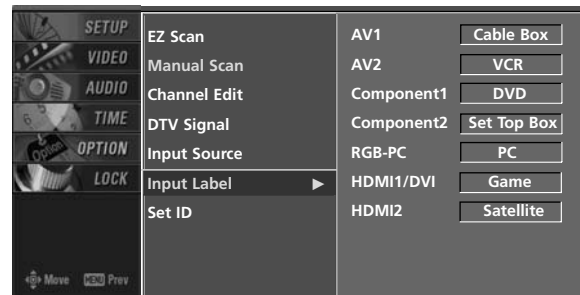 SETUP
VIDEO
AUDIO
TIME
OPTION
LOCK
Move MENU Prev
EZ Scan
Manual Scan
Channel Edit
DTV Signal
Input Source
Input Label ▶
Set ID
AV1 Cable Box
AV2 VCR
Component1 DVD
Component2 Set Top Box
RGB-PC PC
HDMI1/DVI Game
HDMI2 Satellite